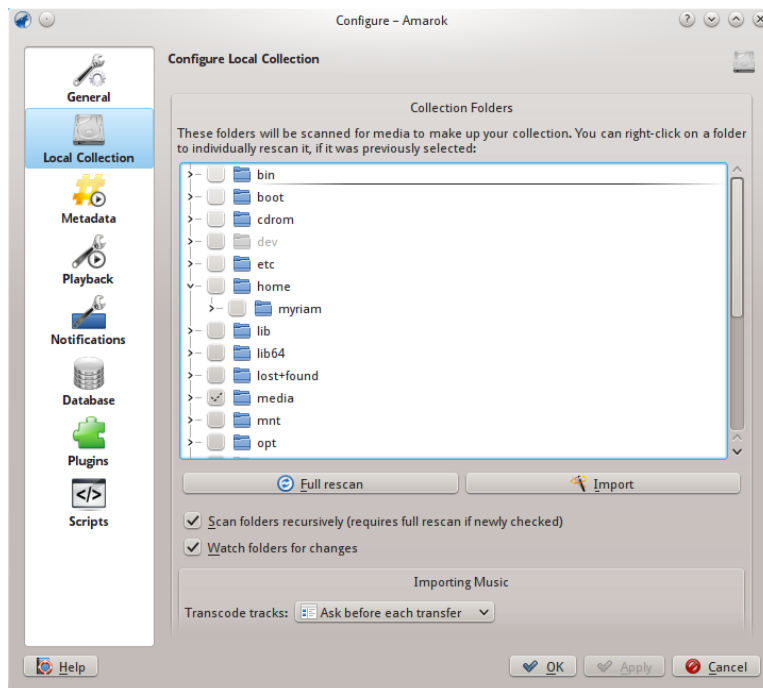 Configure – Amarok
General
Local Collection
Metadata
Playback
Notifications
Database
Plugins
</>
Scripts
Configure Local Collection
Collection Folders
These folders will be scanned for media to make up your collection. You can right-click on a folder
to individually rescan it, if it was previously selected:
bin
boot
cdrom
dev
etc
home
myriam
lib
lib64
lost+found
media
mnt
opt
Full rescan
Import
Scan folders recursively (requires full rescan if newly checked)
Watch folders for changes
Importing Music
Transcode tracks: Ask before each transfer
Help
OK
Apply
Cancel